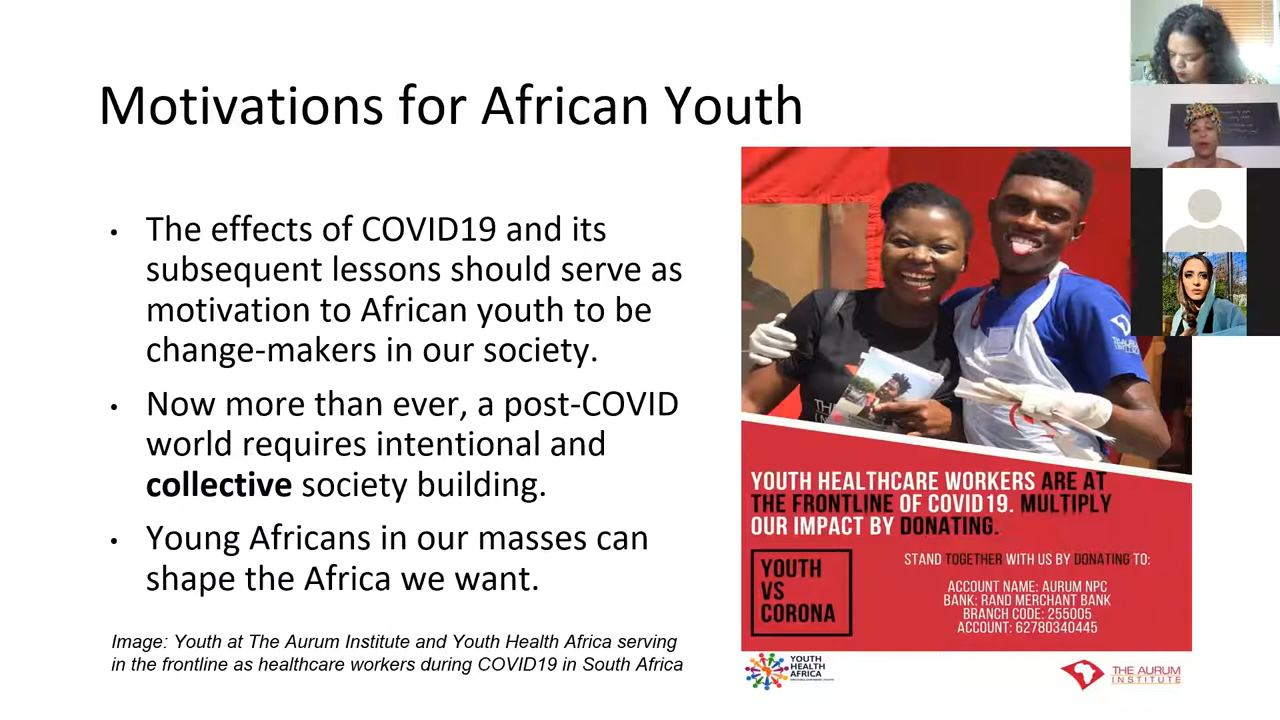 Motivations for African Youth
• The effects of COVID19 and its
subsequent lessons should serve as
motivation to African youth to be
change-makers in our society.
• Now more than ever, a post-COVID
world requires intentional and
collective society building.
• Young Africans in our masses can
shape the Africa we want.
Image: Youth at The Aurum Institute and Youth Health Africa serving
in the frontline as healthcare workers during COVID19 in South Africa
YOUTH HEALTHCARE WORKERS ARE AT
THE FRONTLINE OF COVID19. MULTIPLY
OUR IMPACT BY DONATING.
YOUTH
VS
CORONA
STAND TOGETHER WITH US BY DONATING TO:
ACCOUNT NAME: AURUM NPC
BANK: RAND MERCHANT BANK
BRANCH CODE: 255005
ACCOUNT: 62780340445
YOUTH
HEALTH
AFRICA
THE AURUM
INSTITUTE